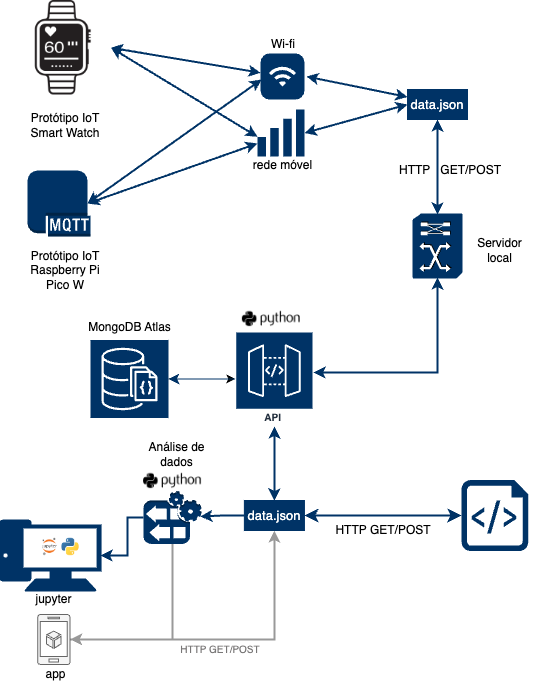 60
Protótipo IoT
Smart Watch
Wi-fi
data.json
rede móvel
HTTP GET/POST
MQTT
Protótipo IoT
Raspberry Pi
Pico W
Servidor
local
python
MongoDB Atlas
</>
{}
API
Análise de
dados
python
data.json
HTTP GET/POST
</>
jupyter
HTTP GET/POST
app